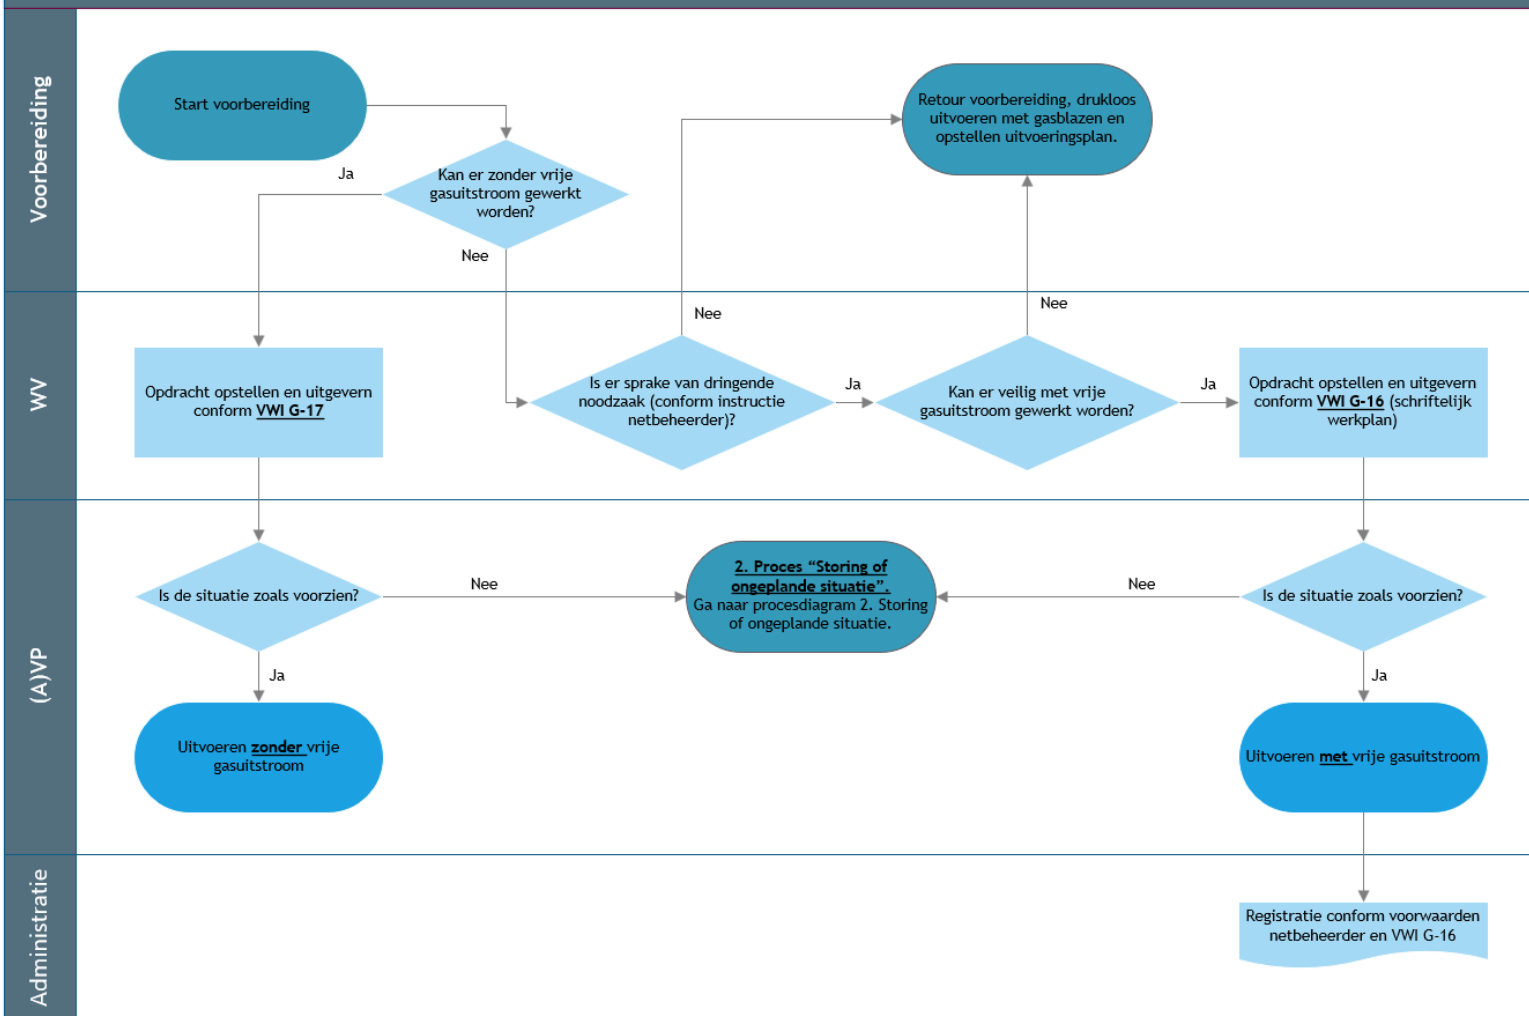 Voorbereiding
Start voorbereiding
Retour voorbereiding, drukloos
uitvoeren met gasblazen en
opstellen uitvoeringsplan.
Kan er zonder vrije
gasuitstroom gewerkt
worden?
Ja
Nee
WV
Nee
Nee
Opdracht opstellen en uitgevern
conform VWI G-17
Is er sprake van dringende
noodzaak (conform instructie
netbeheerder)?
Ja
Kan er veilig met vrije
gasuitstroom gewerkt worden?
Ja
Opdracht opstellen en uitgevern
conform VWI G-16 (schriftelijk
werkplan)
(A)VP
Is de situatie zoals voorzien?
Nee
2. Proces “Storing of
ongeplande situatie”.
Ga naar procesdiagram 2. Storing
of ongeplande situatie.
Nee
Is de situatie zoals voorzien?
Ja
Ja
Uitvoeren zonder vrije
gasuitstroom
Uitvoeren met vrije gasuitstroom
Administratie
Registratie conform voorwaarden
netbeheerder en VWI G-16